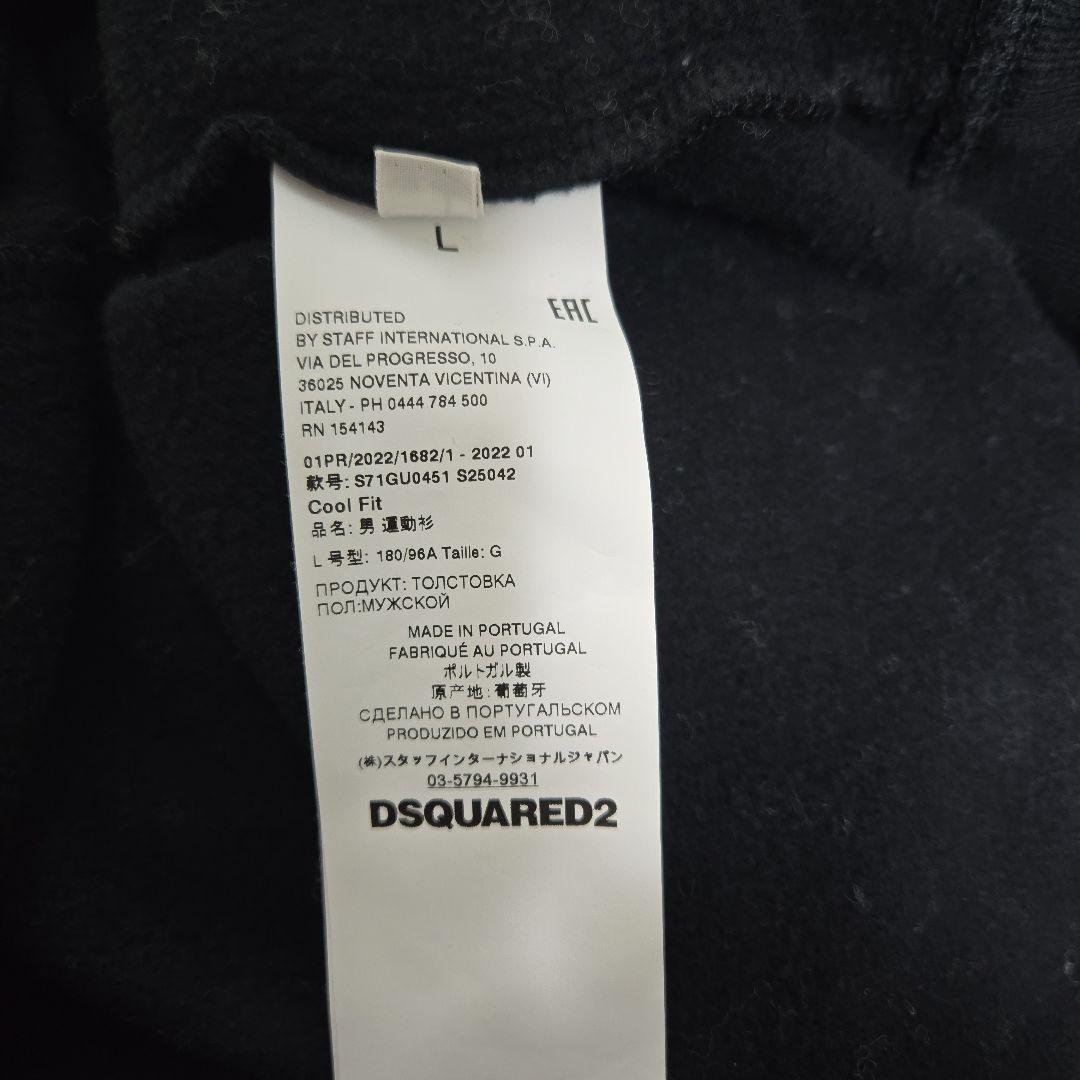 L
EAC
DISTRIBUTED
BY STAFF INTERNATIONAL S.P.A.
VIA DEL PROGRESSO, 10
36025 NOVENTA VICENTINA (VI)
ITALY - PH 0444 784 500
RN 154143
01PR/2022/1682/1 - 2022 01
款号: S71GU0451 S25042
Cool Fit
品名: 男 運動衫
L 号型: 180/96A Taille: G
ПРОДУКТ: ТОЛСТОВКА
ПОЛ:МУЖСКОЙ
MADE IN PORTUGAL
FABRIQUÉ AU PORTUGAL
ポルトガル製
原产地: 葡萄牙
СДЕЛАНО В ПОРТУГАЛЬСКОМ
PRODUZIDO EM PORTUGAL
(株)スタッフインターナショナルジャパン
03-5794-9931
DSQUARED2